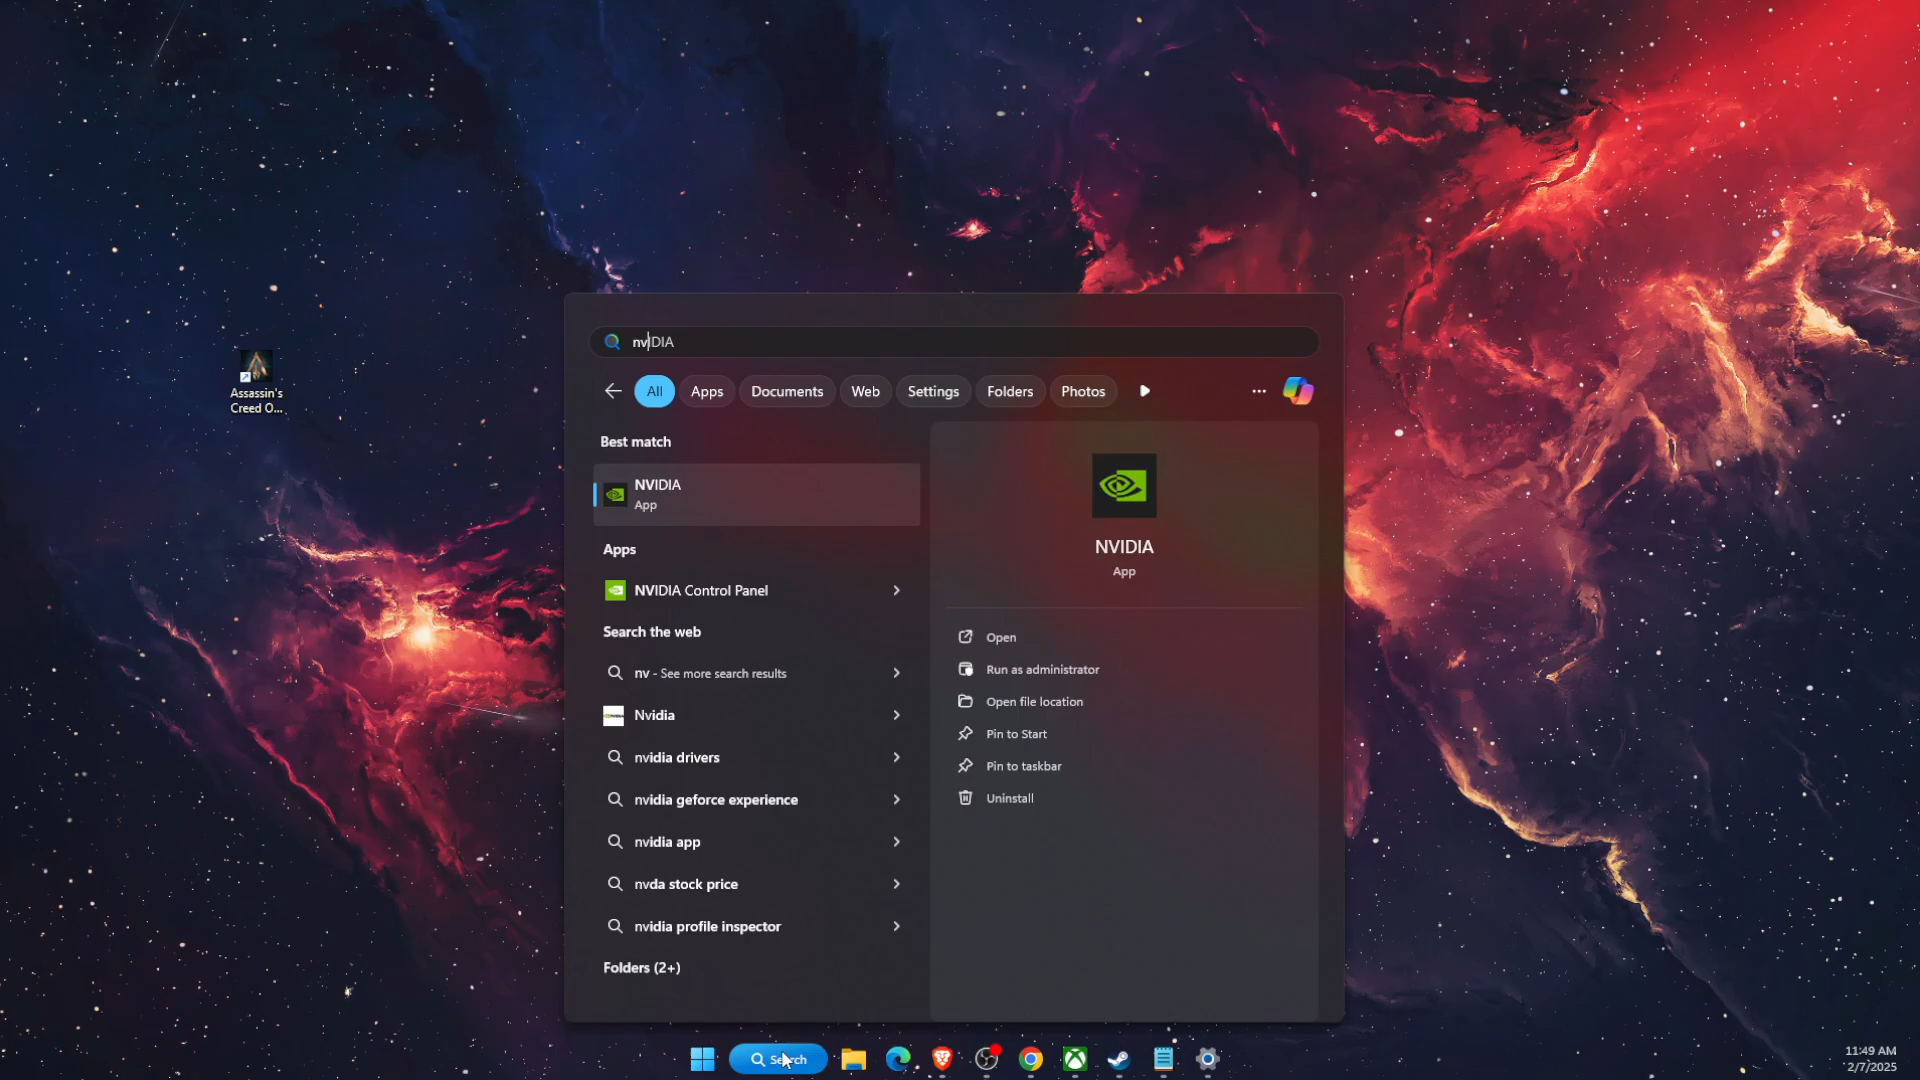 Assassin's
Creed O...
nvIDIA
All
Apps
Documents
Web
Settings
Folders
Photos
Best match
NVIDIA
App
Apps
NVIDIA Control Panel
Search the web
nv - See more search results
Nvidia
nvidia drivers
nvidia geforce experience
nvidia app
nvda stock price
nvidia profile inspector
Folders (2+)
NVIDIA
App
Open
Run as administrator
Open file location
Pin to Start
Pin to taskbar
Uninstall
Search
11:49 AM
2/7/2025